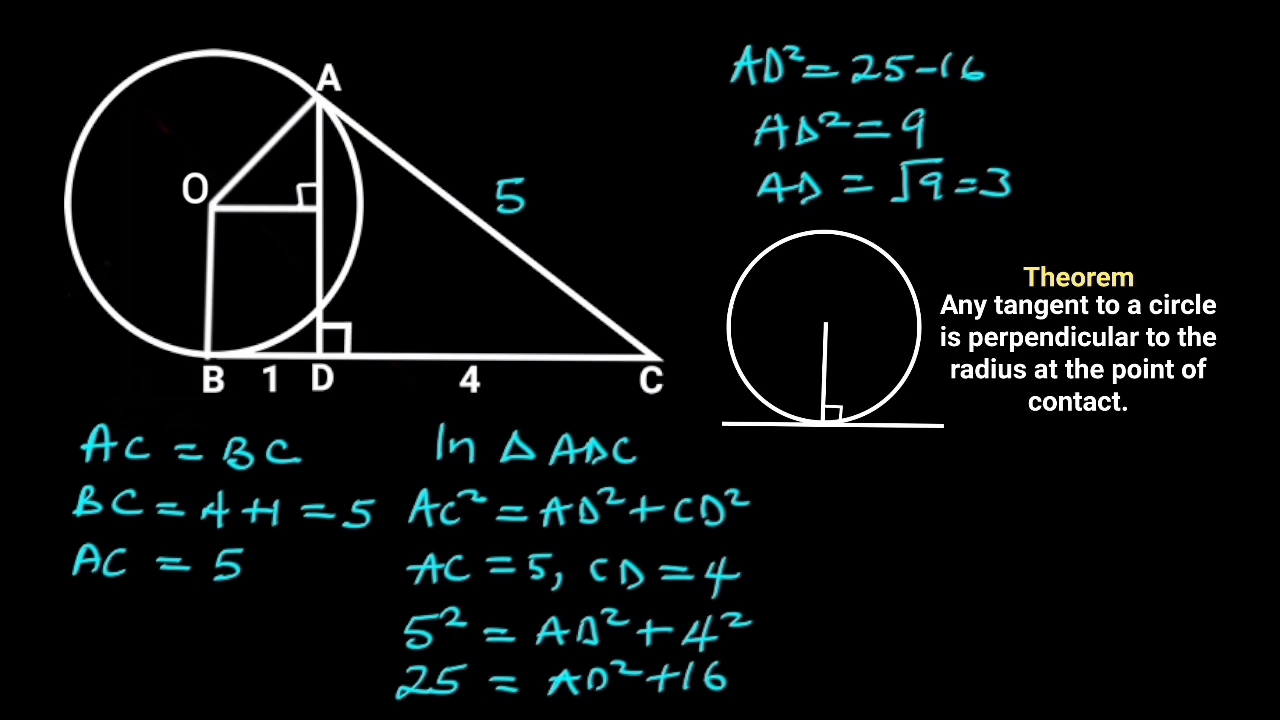 A
O
5
B 1 D 4 C
AC = BC
BC = 4+1 = 5
AC = 5
In Δ ADC
AC² = AD² + CD²
AC = 5, CD = 4
5² = AD² + 4²
25 = AD² + 16
AD² = 25-16
AD² = 9
AD = √9 = 3
Theorem
Any tangent to a circle
is perpendicular to the
radius at the point of
contact.